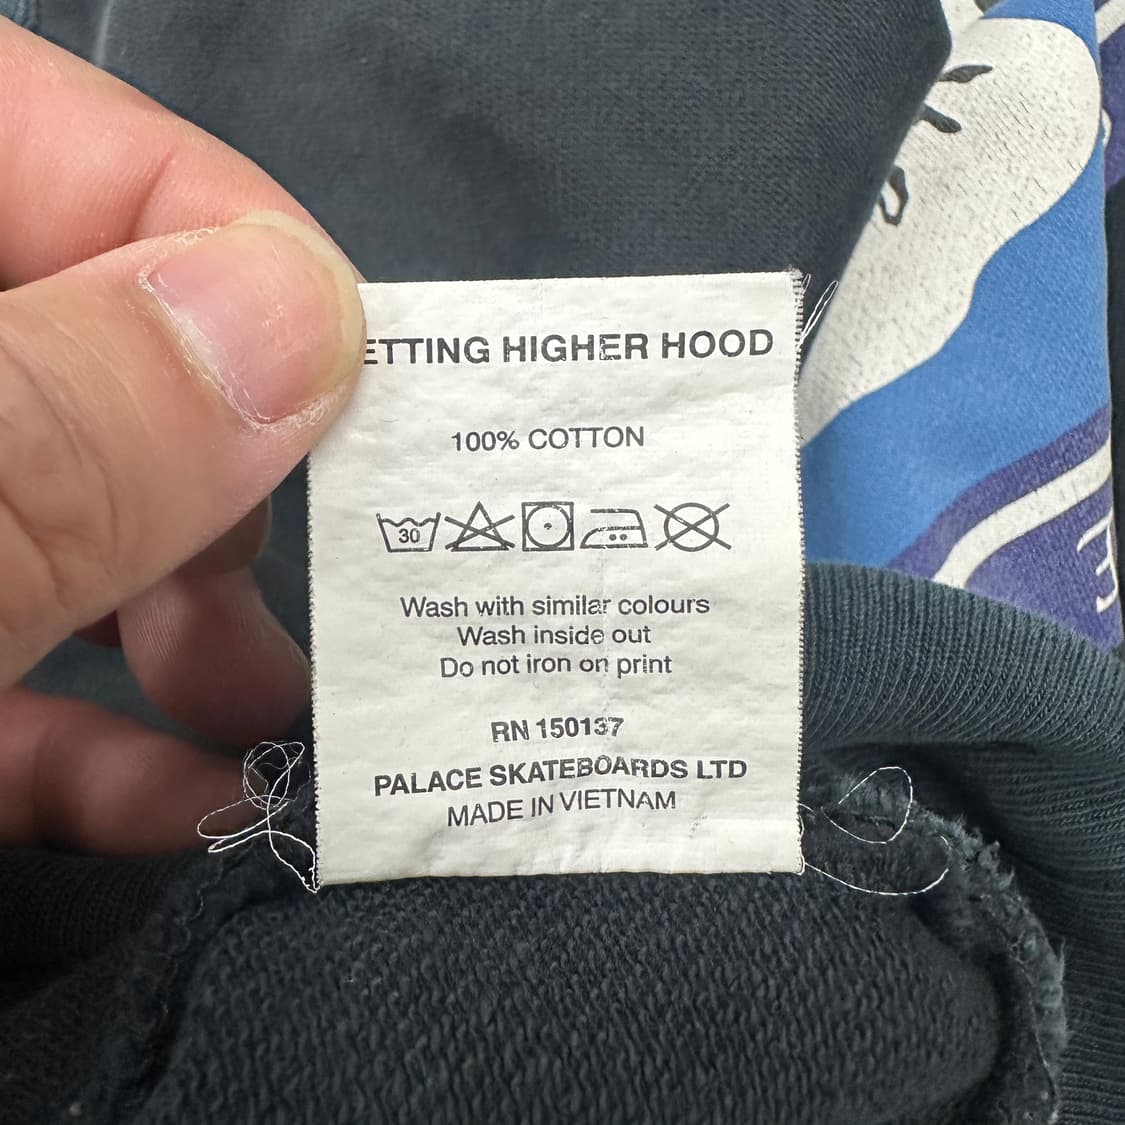 ETTING HIGHER HOOD
100% COTTON
30
Wash with similar colours
Wash inside out
Do not iron on print
RN 150137
PALACE SKATEBOARDS LTD
MADE IN VIETNAM